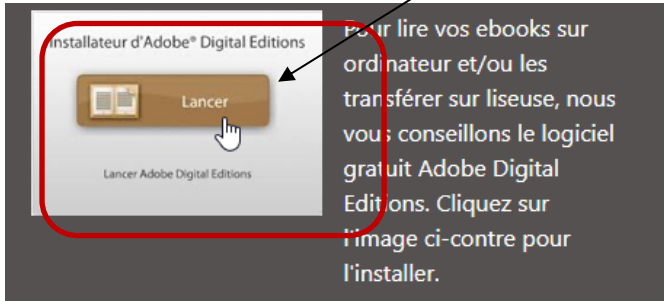 Installateur d'Adobe® Digital Editions
Lancer
Lancer Adobe Digital Editions
Pour lire vos ebooks sur
ordinateur et/ou les
transférer sur liseuse, nous
vous conseillons le logiciel
gratuit Adobe Digital
Editions. Cliquez sur
l'image ci-contre pour
l'installer.